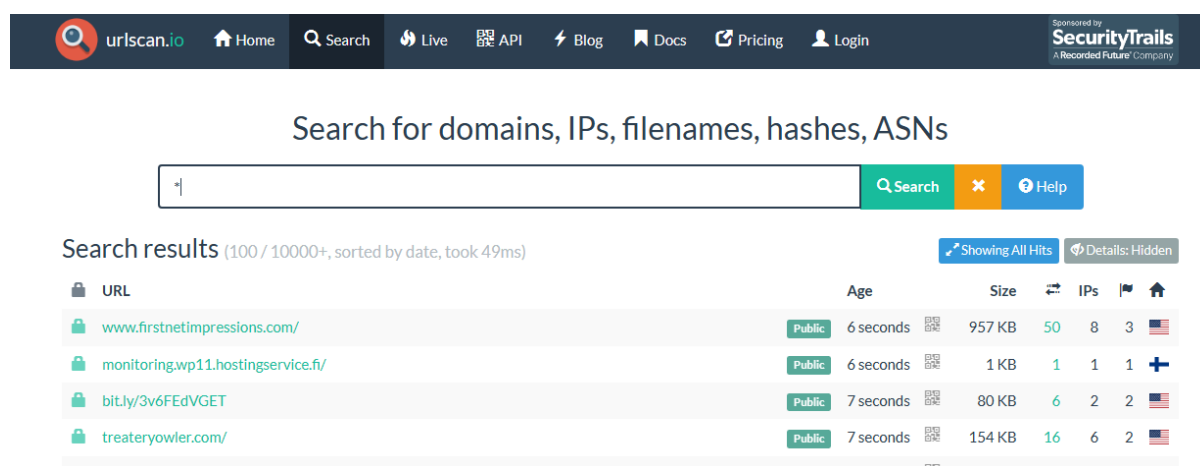 urlscan.io Home Search Live API Blog Docs Pricing Login
Sponsored by
SecurityTrails
A Recorded Future® Company
Search for domains, IPs, filenames, hashes, ASNs
* Search Help
Search results (100 / 10000+, sorted by date, took 49ms) Showing All Hits Details: Hidden
URL Age Size IPs
www.firstnetimpressions.com/ Public 6 seconds 957 KB 50 8 3
monitoring.wp11.hostingservice.fi/ Public 6 seconds 1 KB 1 1 1
bit.ly/3v6FEdVGET Public 7 seconds 80 KB 6 2 2
treateryowler.com/ Public 7 seconds 154 KB 16 6 2